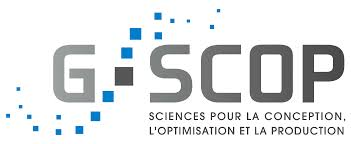 G-SCOP
SCIENCES POUR LA CONCEPTION,
L'OPTIMISATION ET LA PRODUCTION